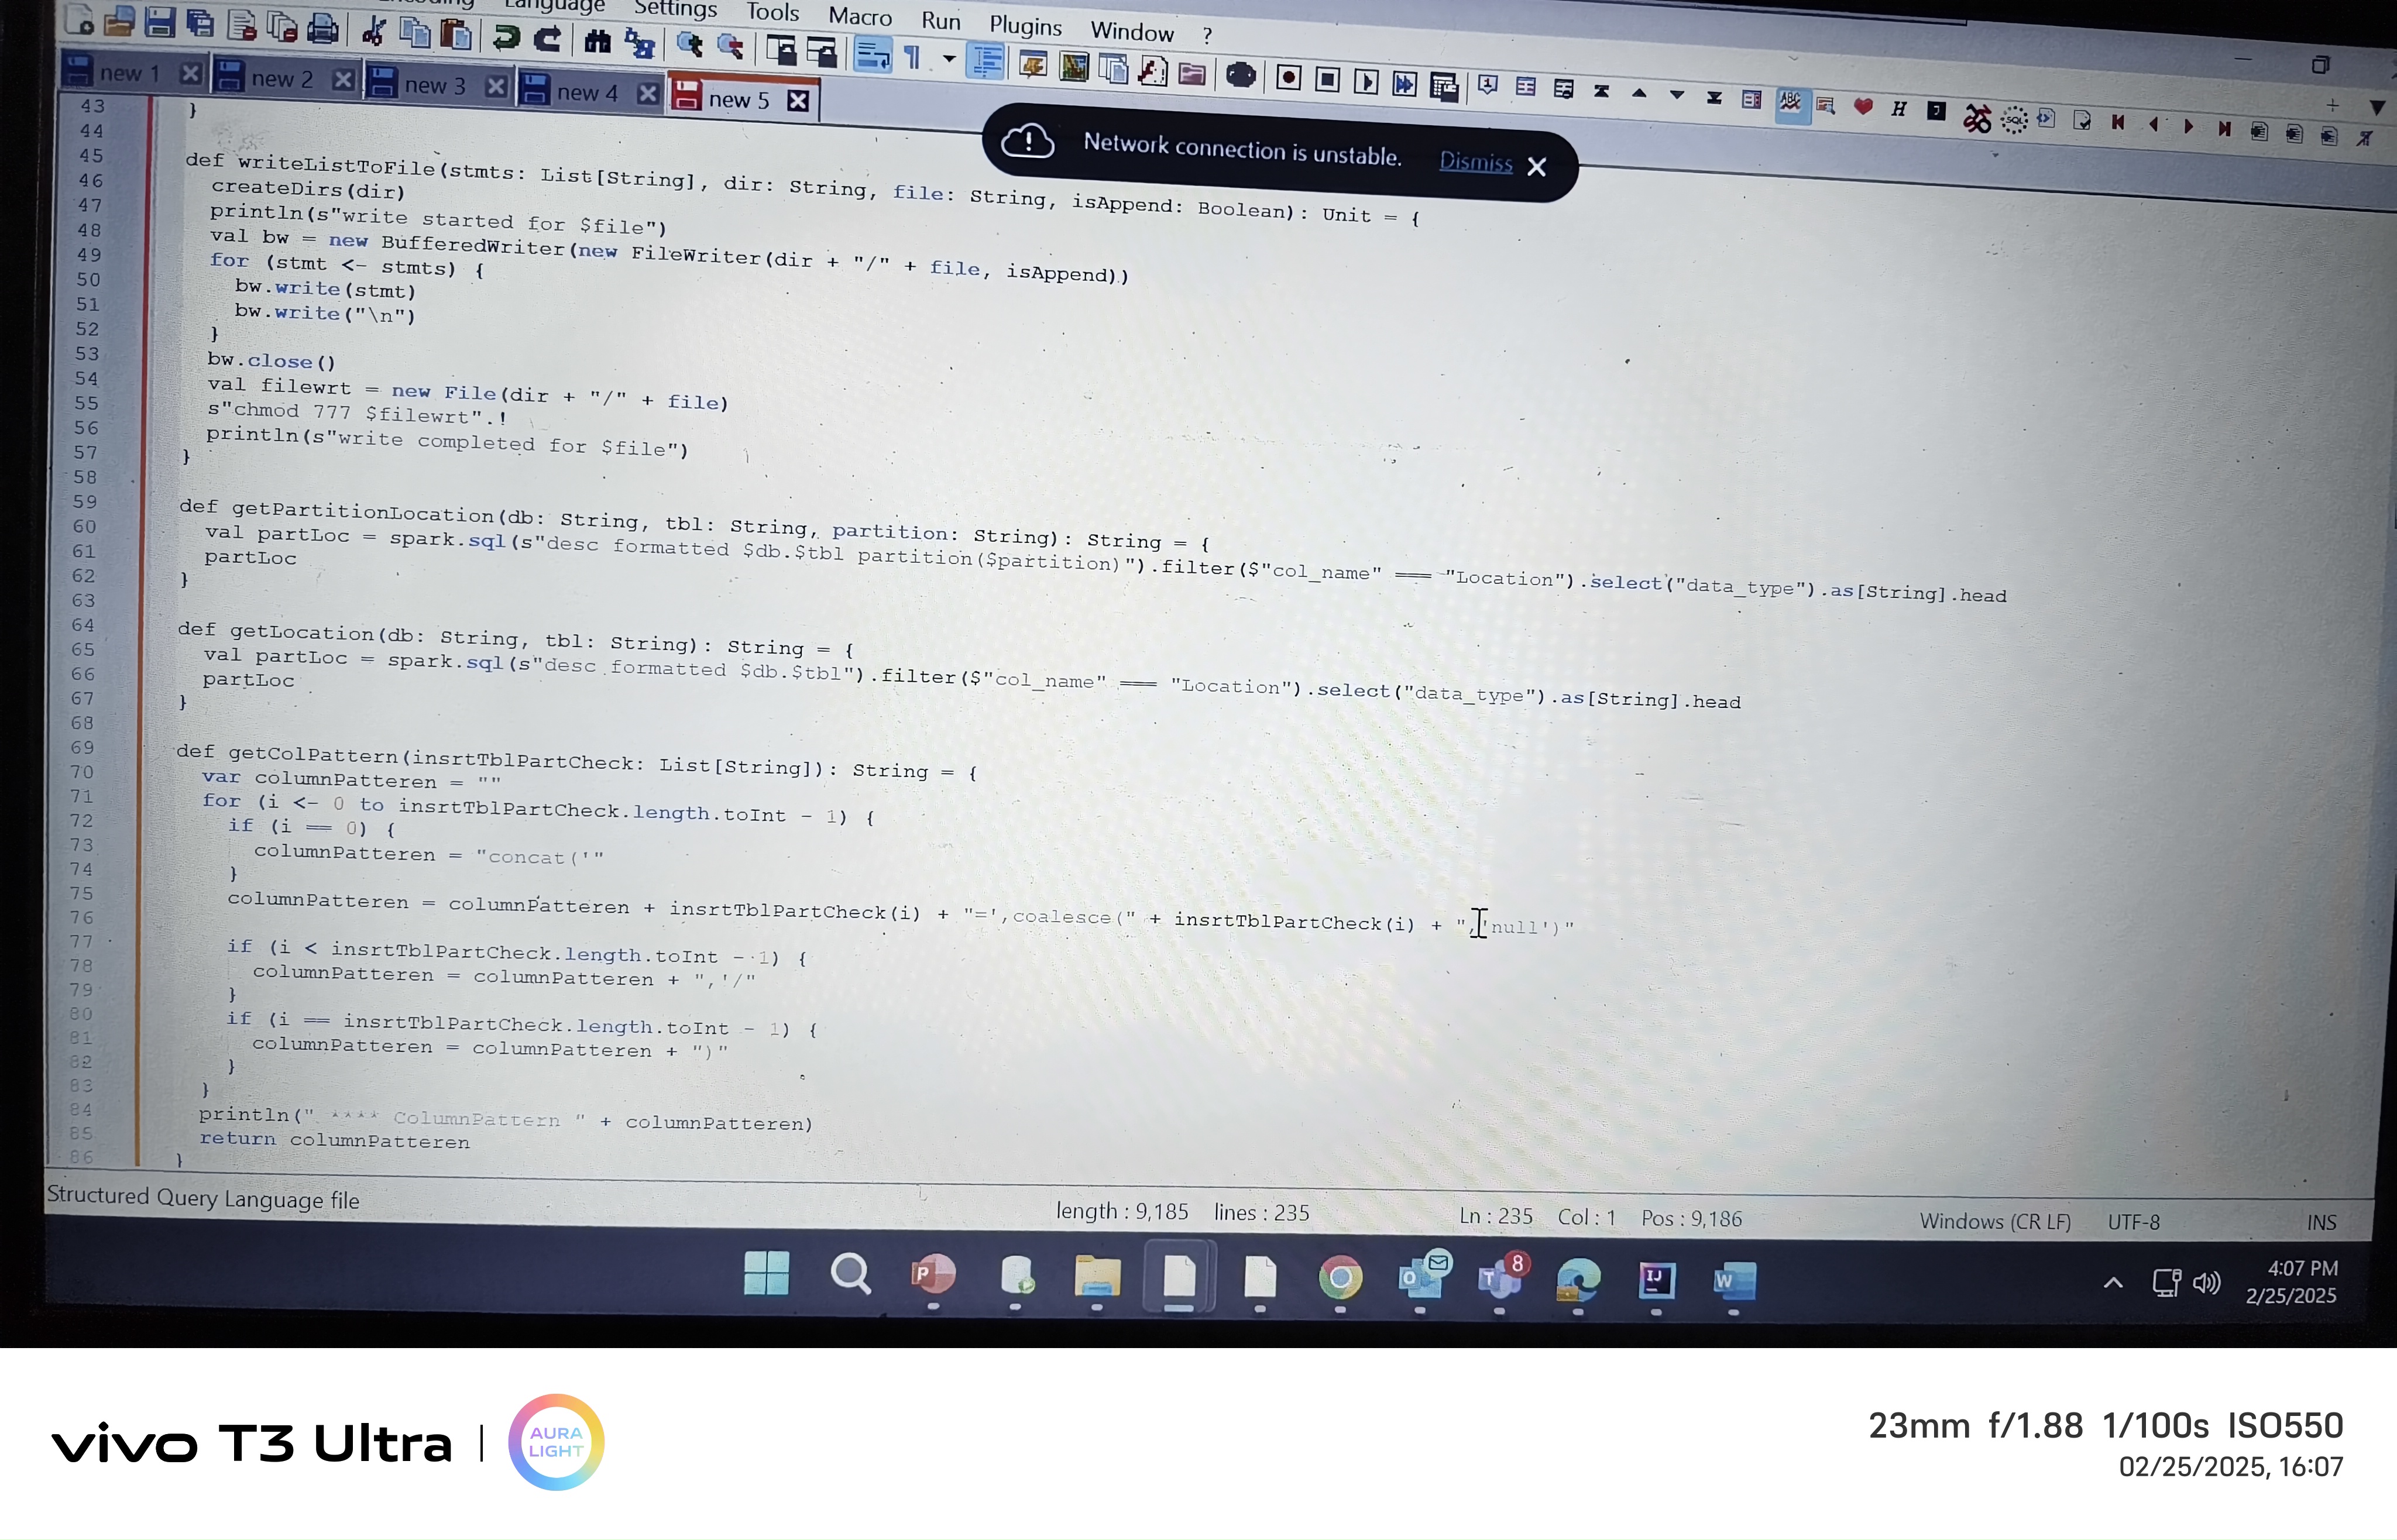 Language Settings Tools Macro Run Plugins Window ?
new 1 new 2 new 3 new 4 new 5
Network connection is unstable. Dismiss
43 }
44
45 def writeListToFile(stmts: List[String], dir: String, file: String, isAppend: Boolean): Unit = {
46 createDirs(dir)
47 println(s"write started for $file")
48 val bw = new BufferedWriter(new FileWriter(dir + "/" + file, isAppend))
49 for (stmt <- stmts) {
50 bw.write(stmt)
51 bw.write("\n")
52 }
53 bw.close()
54 val filewrt = new File(dir + "/" + file)
55 s"chmod 777 $filewrt".!
56 println(s"write completed for $file")
57 }
58
59 def getPartitionLocation(db: String, tbl: String, partition: String): String = {
60 val partLoc = spark.sql(s"desc formatted $db.$tbl partition($partition)").filter($"col_name" === "Location").select("data_type").as[String].head
61 partLoc
62 }
63
64 def getLocation(db: String, tbl: String): String = {
65 val partLoc = spark.sql(s"desc formatted $db.$tbl").filter($"col_name" === "Location").select("data_type").as[String].head
66 partLoc
67 }
68
69 def getColPattern(insrtTblPartCheck: List[String]): String = {
70 var columnPatteren = ""
71 for (i <- 0 to insrtTblPartCheck.length.toInt - 1) {
72 if (i == 0) {
73 columnPatteren = "concat('"
74 }
75 columnPatteren = columnPatteren + insrtTblPartCheck(i) + "=',coalesce(" + insrtTblPartCheck(i) + ",'null')"
76
77 if (i < insrtTblPartCheck.length.toInt - 1) {
78 columnPatteren = columnPatteren + ",'/"
79 }
80 if (i == insrtTblPartCheck.length.toInt - 1) {
81 columnPatteren = columnPatteren + ")"
82 }
83 }
84 println(" **** ColumnPattern " + columnPatteren)
85 return columnPatteren
86 }
Structured Query Language file length : 9,185 lines : 235 Ln : 235 Col : 1 Pos : 9,186 Windows (CR LF) UTF-8 INS
8
4:07 PM
2/25/2025
vivo T3 Ultra | AURA LIGHT
23mm f/1.88 1/100s ISO550
02/25/2025, 16:07